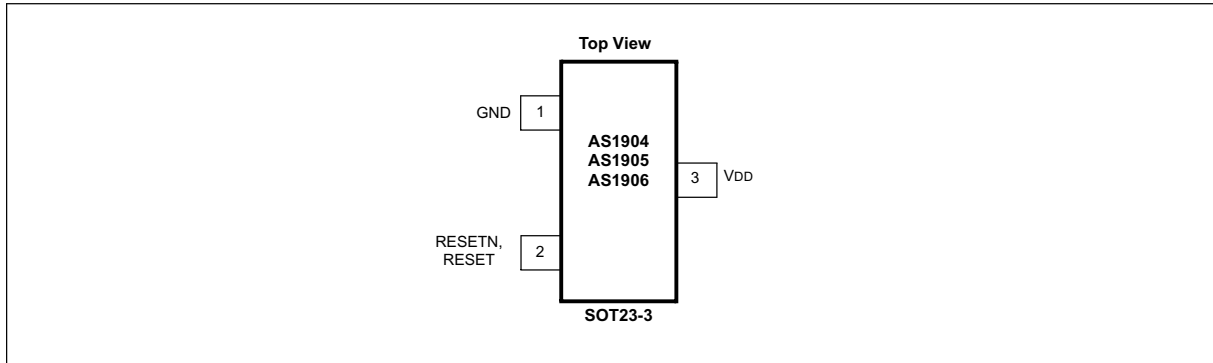 Top View
GND
1
AS1904
AS1905
AS1906
3
VDD
RESETN,
RESET
2
SOT23-3